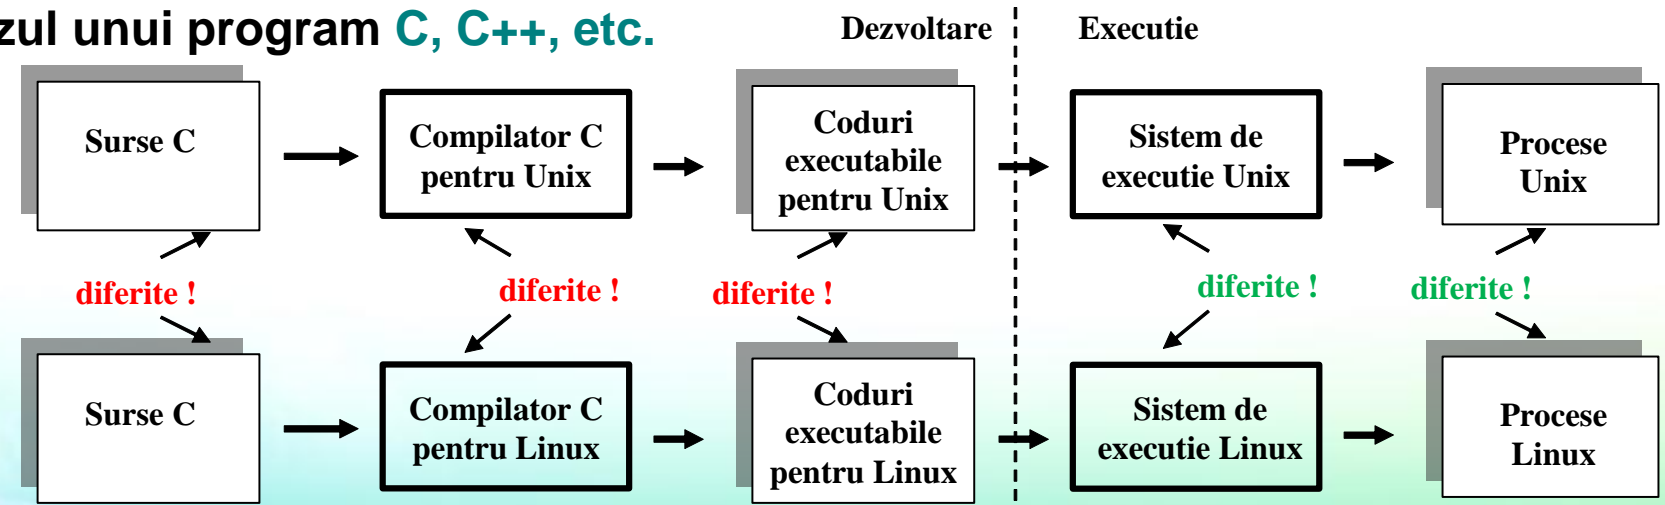 zul unui program C, C++, etc.
Dezvoltare
Executie
Surse C
Compilator C
pentru Unix
Coduri
executabile
pentru Unix
Sistem de
executie Unix
Procese
Unix
diferite !
diferite !
diferite !
diferite !
diferite !
Surse C
Compilator C
pentru Linux
Coduri
executabile
pentru Linux
Sistem de
executie Linux
Procese
Linux